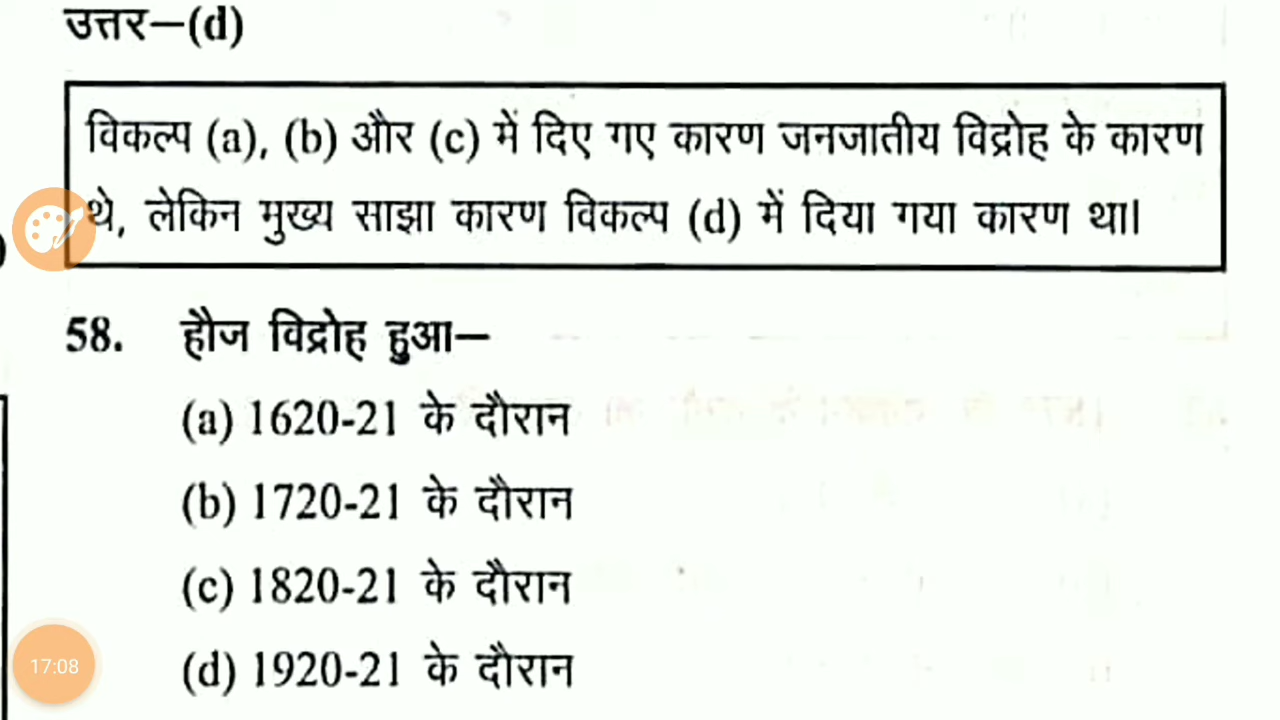 उत्तर–(d)
विकल्प (a), (b) और (c) में दिए गए कारण जनजातीय विद्रोह के कारण
थे, लेकिन मुख्य साझा कारण विकल्प (d) में दिया गया कारण था।
58. हौज विद्रोह हुआ–
(a) 1620-21 के दौरान
(b) 1720-21 के दौरान
(c) 1820-21 के दौरान
(d) 1920-21 के दौरान
17:08